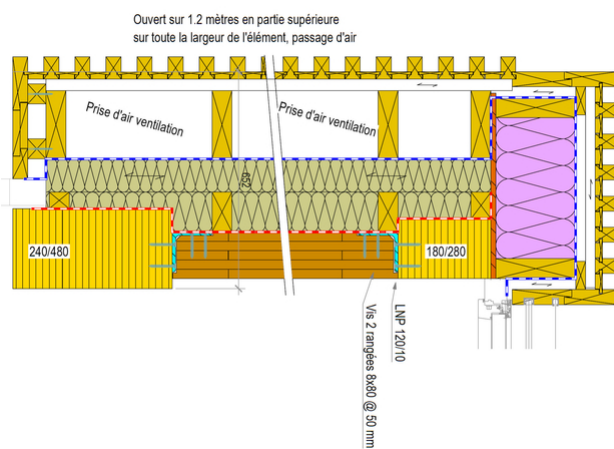 Ouvert sur 1.2 mètres en partie supérieure
sur toute la largeur de l'élément, passage d'air
Prise d'air ventilation
Prise d'air ventilation
652
240/480
180/280
LNP 120/10
Vis 2 rangées 8x80 @ 50 mm